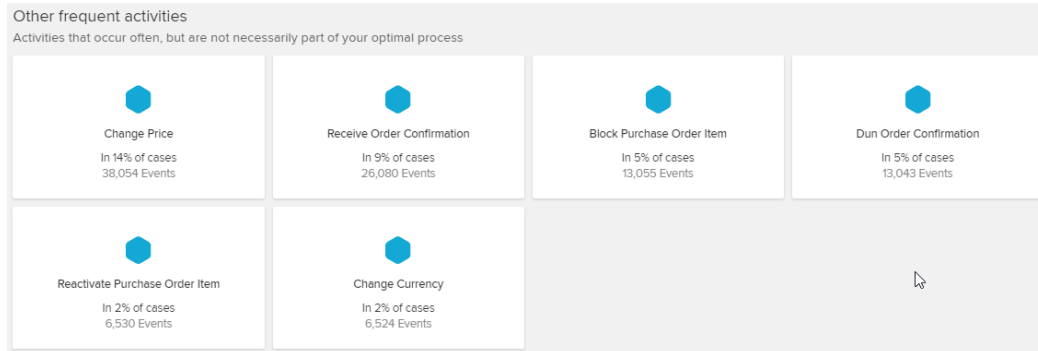 Other frequent activities
Activities that occur often, but are not necessarily part of your optimal process
Change Price
In 14% of cases
38,054 Events
Receive Order Confirmation
In 9% of cases
26,080 Events
Block Purchase Order Item
In 5% of cases
13,055 Events
Dun Order Confirmation
In 5% of cases
13,043 Events
Reactivate Purchase Order Item
In 2% of cases
6,530 Events
Change Currency
In 2% of cases
6,524 Events